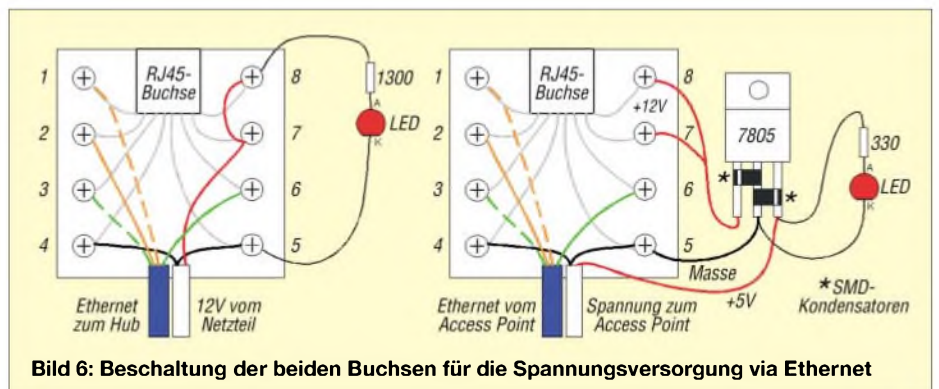 1
2
3
4
RJ45-
Buchse
8
7
6
5
1300
A
LED
K
Ethernet
zum Hub
12V vom
Netzteil
1
2
3
4
RJ45-
Buchse
8
+12V
7
6
5
Masse
7805
*
*
330
A
LED
K
Ethernet vom
Access Point
Spannung zum
Access Point
+5V
*SMD-
Kondensatoren
Bild 6: Beschaltung der beiden Buchsen für die Spannungsversorgung via Ethernet